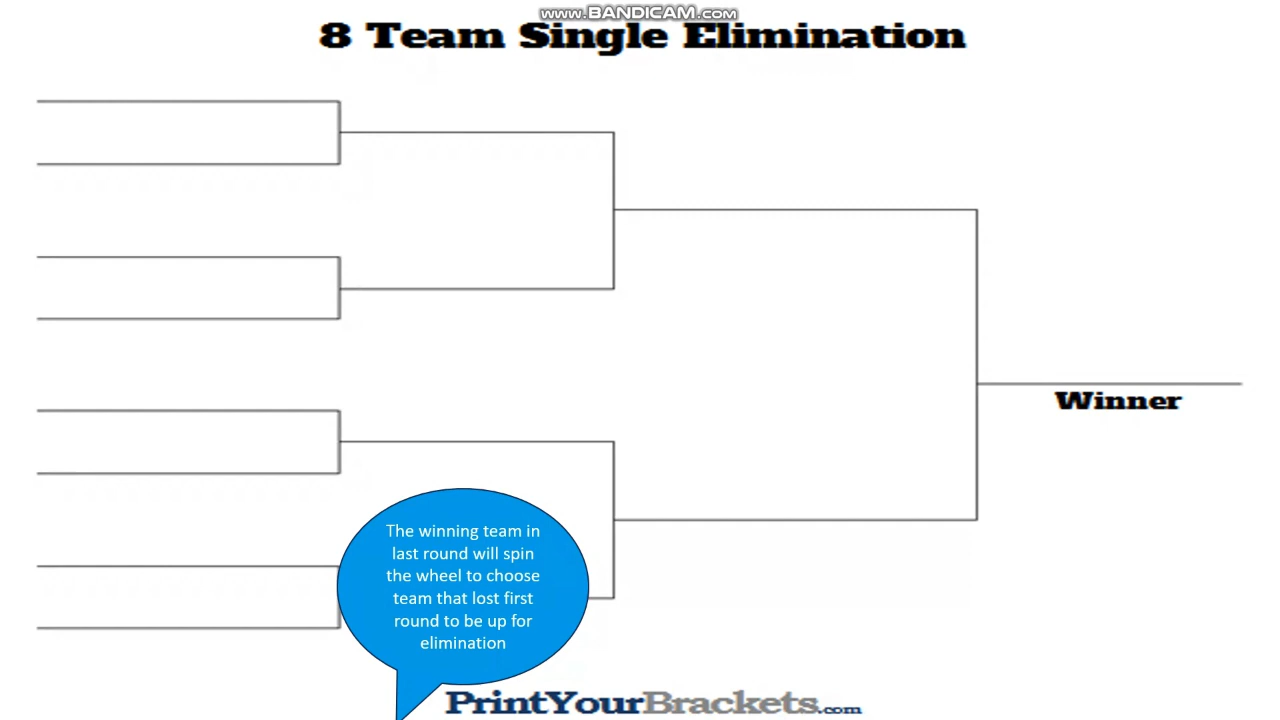 www.BANDICAM.com
8 Team Single Elimination
Winner
The winning team in
last round will spin
the wheel to choose
team that lost first
round to be up for
elimination
PrintYourBrackets.com